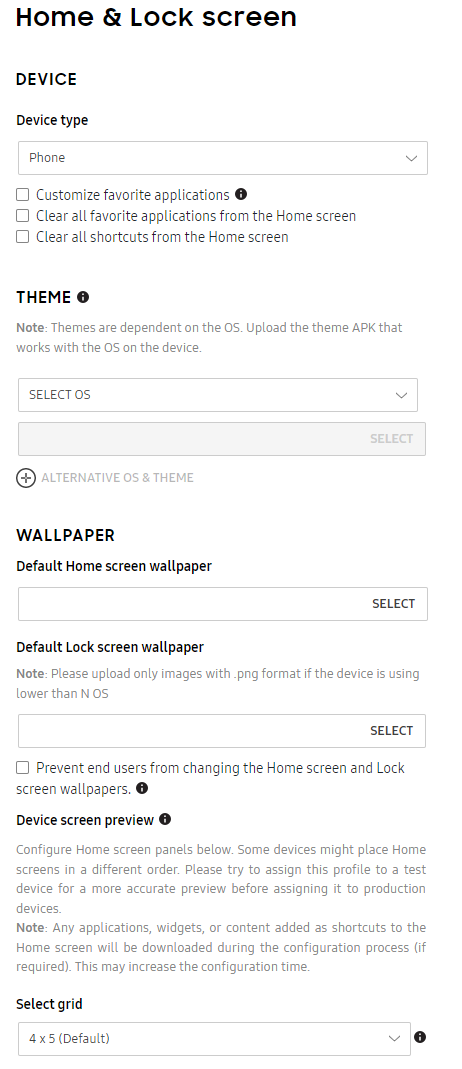 Home & Lock screen
DEVICE
Device type
Phone
Customize favorite applications
Clear all favorite applications from the Home screen
Clear all shortcuts from the Home screen
THEME
Note: Themes are dependent on the OS. Upload the theme APK that
works with the OS on the device.
SELECT OS
SELECT
ALTERNATIVE OS & THEME
WALLPAPER
Default Home screen wallpaper
SELECT
Default Lock screen wallpaper
Note: Please upload only images with .png format if the device is using
lower than N OS
SELECT
Prevent end users from changing the Home screen and Lock
screen wallpapers.
Device screen preview
Configure Home screen panels below. Some devices might place Home
screens in a different order. Please try to assign this profile to a test
device for a more accurate preview before assigning it to production
devices.
Note: Any applications, widgets, or content added as shortcuts to the
Home screen will be downloaded during the configuration process (if
required). This may increase the configuration time.
Select grid
4 x 5 (Default)